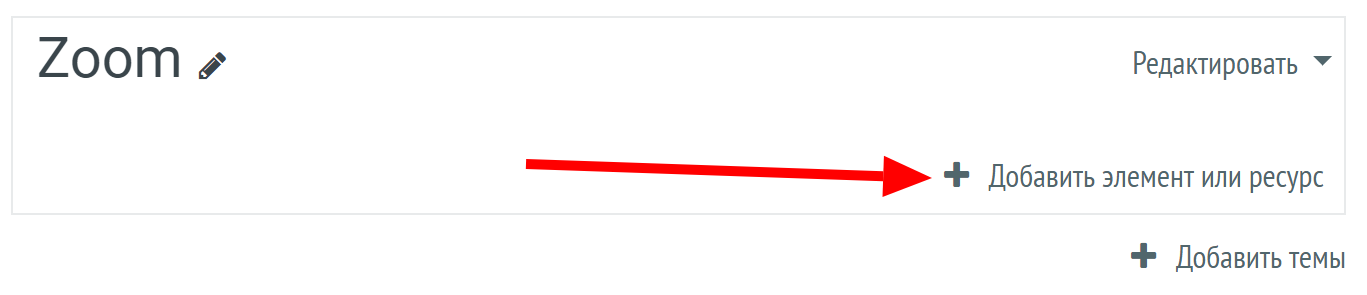 Zoom
Редактировать
Добавить элемент или ресурс
Добавить темы